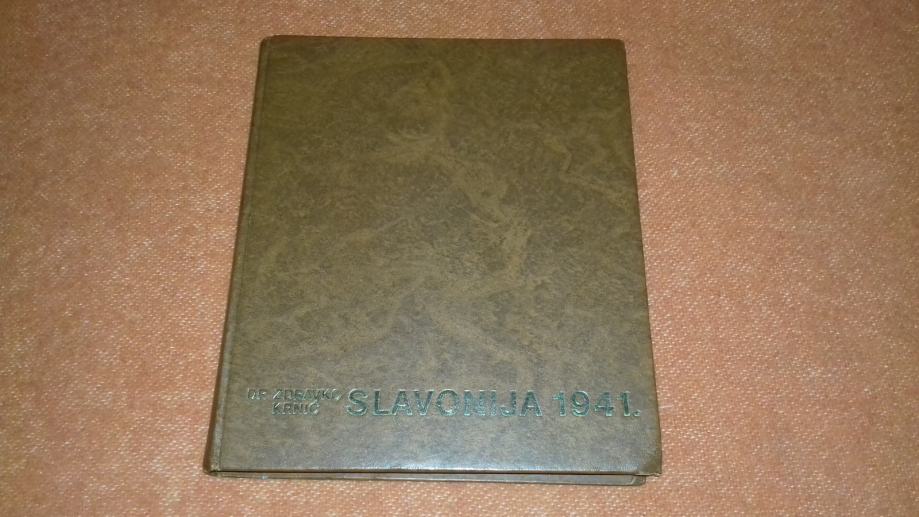 DR ZDRAVKO
KRNIĆ
SLAVONIJA 1941.